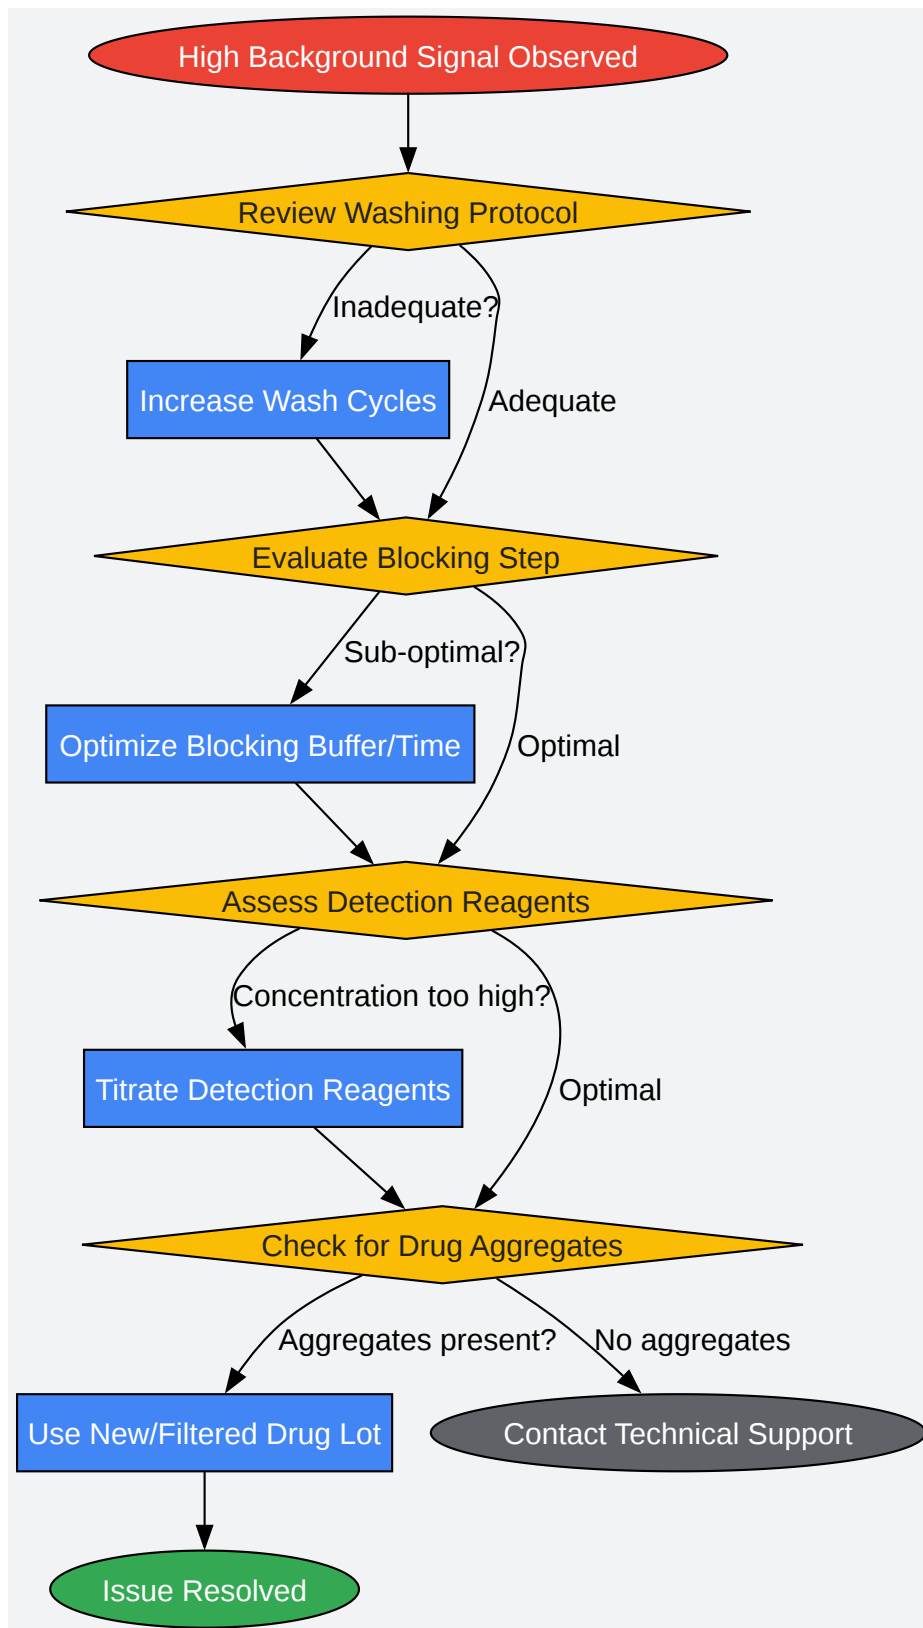 High Background Signal Observed
Review Washing Protocol
Inadequate?
Increase Wash Cycles
Adequate
Evaluate Blocking Step
Sub-optimal?
Optimize Blocking Buffer/Time
Optimal
Assess Detection Reagents
Concentration too high?
Titrate Detection Reagents
Optimal
Check for Drug Aggregates
Aggregates present?
No aggregates
Use New/Filtered Drug Lot
Contact Technical Support
Issue Resolved